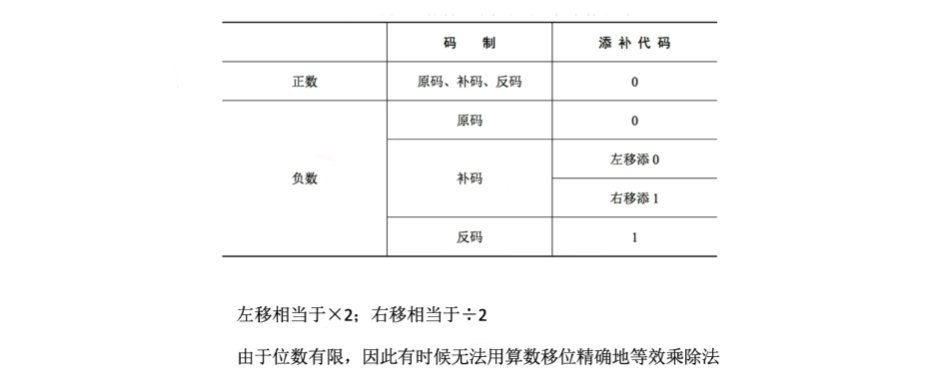 码 制 添 补 代 码
正数 原码、补码、反码 0
原码 0
负数 补码 左移添 0
右移添 1
反码 1
左移相当于×2；右移相当于÷2
由于位数有限，因此有时候无法用算数移位精确地等效乘除法